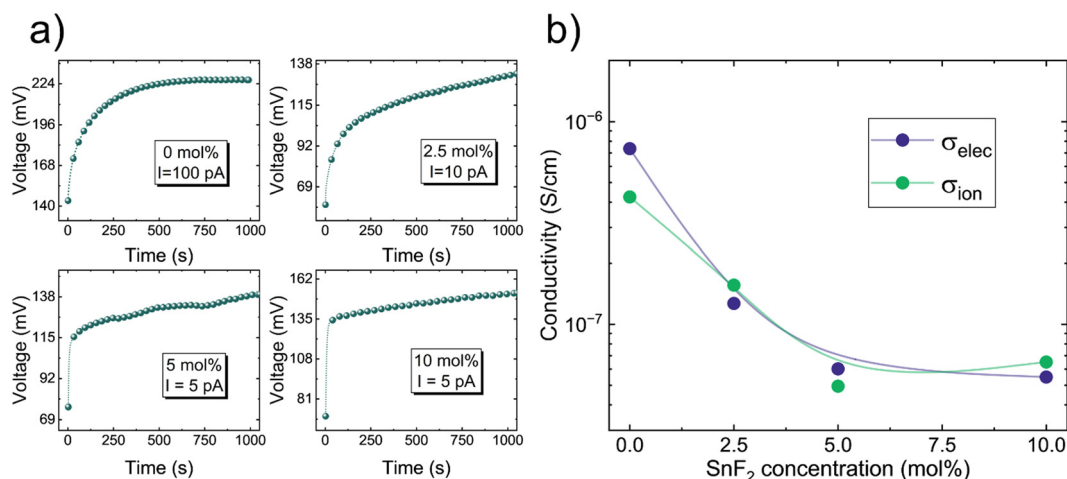 a)
Voltage (mV)
224
196
168
140
0 mol%
I=100 pA
0 250 500 750 1000
Time (s)
Voltage (mV)
138
115
92
69
2.5 mol%
I=10 pA
0 250 500 750 1000
Time (s)
Voltage (mV)
138
115
92
69
5 mol%
I = 5 pA
0 250 500 750 1000
Time (s)
Voltage (mV)
162
135
108
81
10 mol%
I = 5 pA
0 250 500 750 1000
Time (s)
b)
Conductivity (S/cm)
10⁻⁶
10⁻⁷
σelec
σion
0.0 2.5 5.0 7.5 10.0
SnF₂ concentration (mol%)